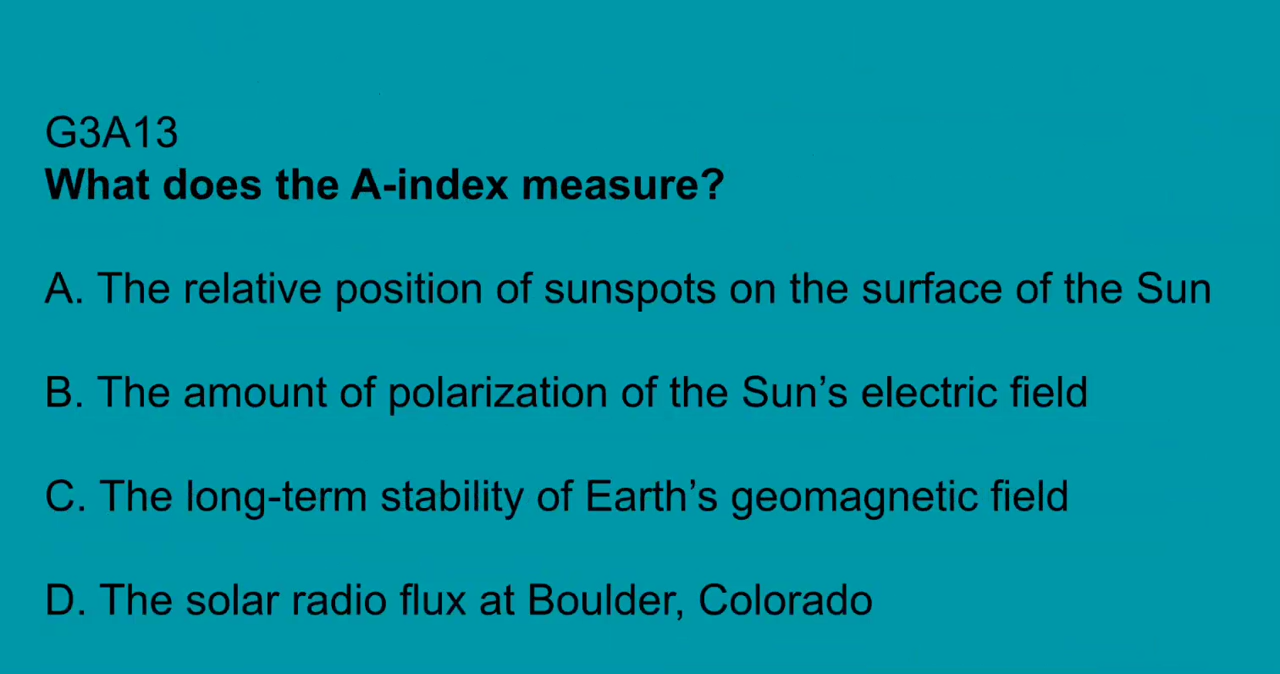 G3A13
What does the A-index measure?
A. The relative position of sunspots on the surface of the Sun
B. The amount of polarization of the Sun’s electric field
C. The long-term stability of Earth’s geomagnetic field
D. The solar radio flux at Boulder, Colorado